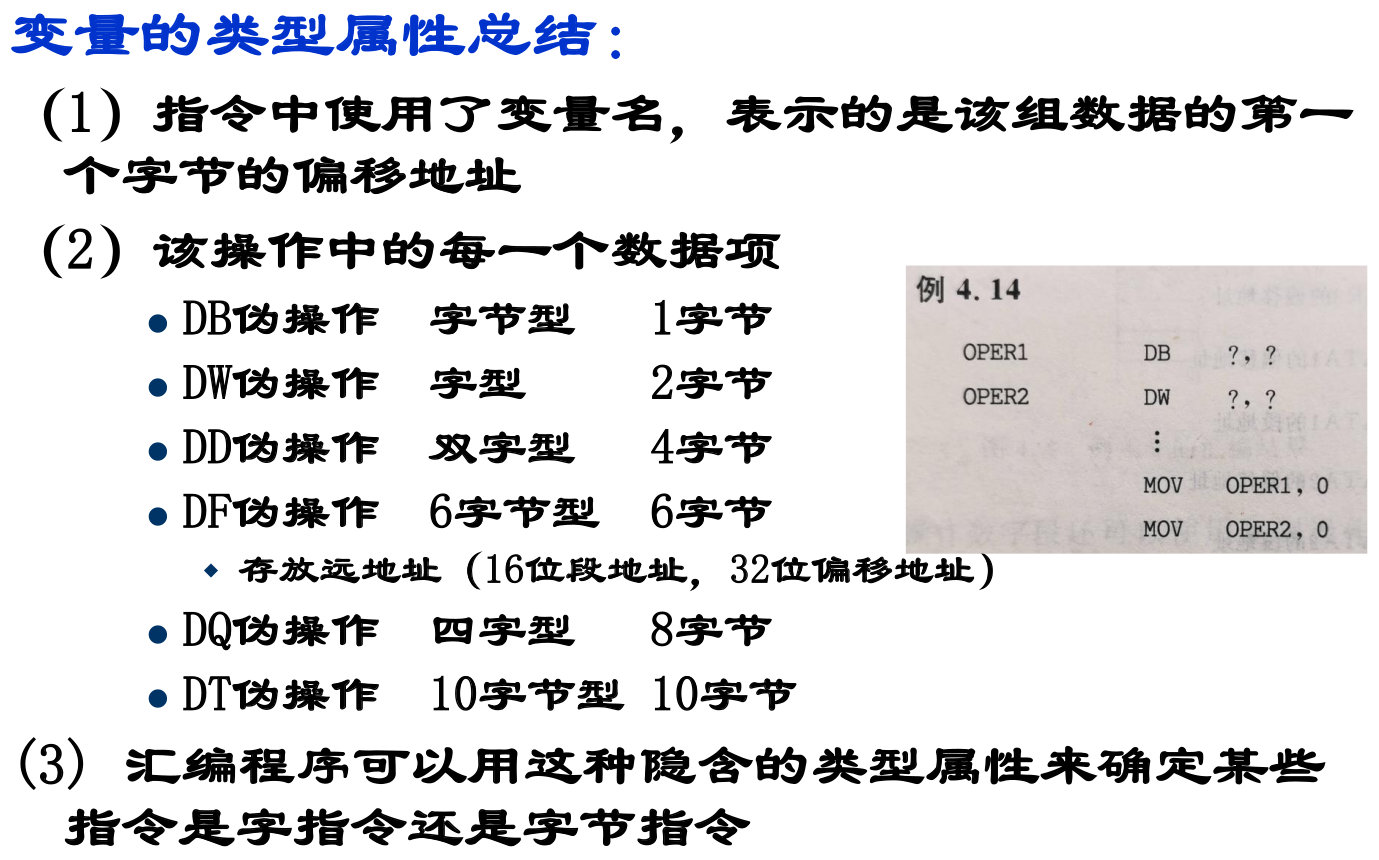 变量的类型属性总结：
（1）指令中使用了变量名，表示的是该组数据的第一
个字节的偏移地址
（2）该操作中的每一个数据项
DB伪操作 字节型 1字节
DW伪操作 字型 2字节
DD伪操作 双字型 4字节
DF伪操作 6字节型 6字节
存放远地址（16位段地址，32位偏移地址）
DQ伪操作 四字型 8字节
DT伪操作 10字节型 10字节
例 4.14
OPER1 DB ?, ?
OPER2 DW ?, ?
⋮
MOV OPER1, 0
MOV OPER2, 0
（3）汇编程序可以用这种隐含的类型属性来确定某些
指令是字指令还是字节指令